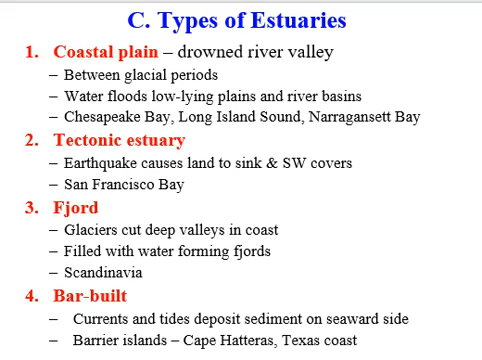 C. Types of Estuaries
1. Coastal plain – drowned river valley
– Between glacial periods
– Water floods low-lying plains and river basins
– Chesapeake Bay, Long Island Sound, Narragansett Bay
2. Tectonic estuary
– Earthquake causes land to sink & SW covers
– San Francisco Bay
3. Fjord
– Glaciers cut deep valleys in coast
– Filled with water forming fjords
– Scandinavia
4. Bar-built
– Currents and tides deposit sediment on seaward side
– Barrier islands – Cape Hatteras, Texas coast